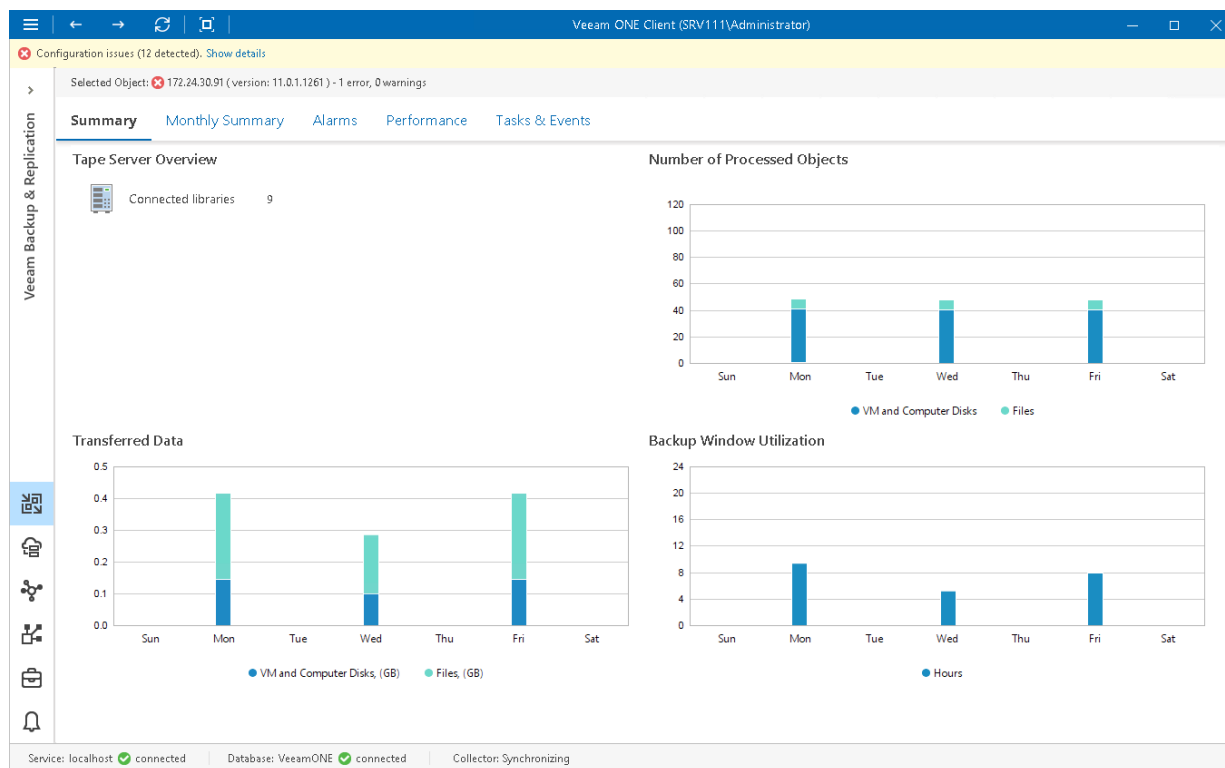 Veeam ONE Client (SRV111\Administrator)
Configuration issues (12 detected). Show details
Selected Object: 172.24.30.91 ( version: 11.0.1.1261 ) - 1 error, 0 warnings
Veeam Backup & Replication
Summary Monthly Summary Alarms Performance Tasks & Events
Tape Server Overview
Connected libraries 9
Number of Processed Objects
120
100
80
60
40
20
0
Sun Mon Tue Wed Thu Fri Sat
VM and Computer Disks Files
Transferred Data
0.5
0.4
0.3
0.2
0.1
0.0
Sun Mon Tue Wed Thu Fri Sat
VM and Computer Disks, (GB) Files, (GB)
Backup Window Utilization
24
20
16
12
8
4
0
Sun Mon Tue Wed Thu Fri Sat
Hours
Service: localhost connected Database: VeeamONE connected Collector: Synchronizing